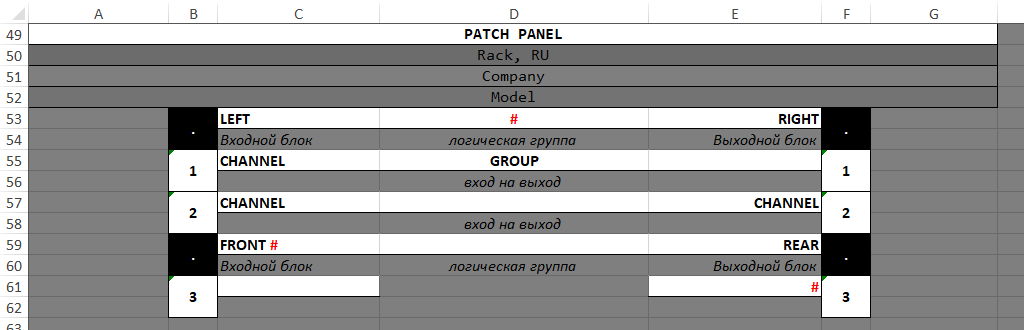 A B C D E F G
49 PATCH PANEL
50 Rack, RU
51 Company
52 Model
53 . LEFT # RIGHT .
54 Входной блок логическая группа Выходной блок
55 1 CHANNEL GROUP 1
56 вход на выход
57 2 CHANNEL CHANNEL 2
58 вход на выход
59 . FRONT # REAR .
60 Входной блок логическая группа Выходной блок
61 3 # 3
62
63